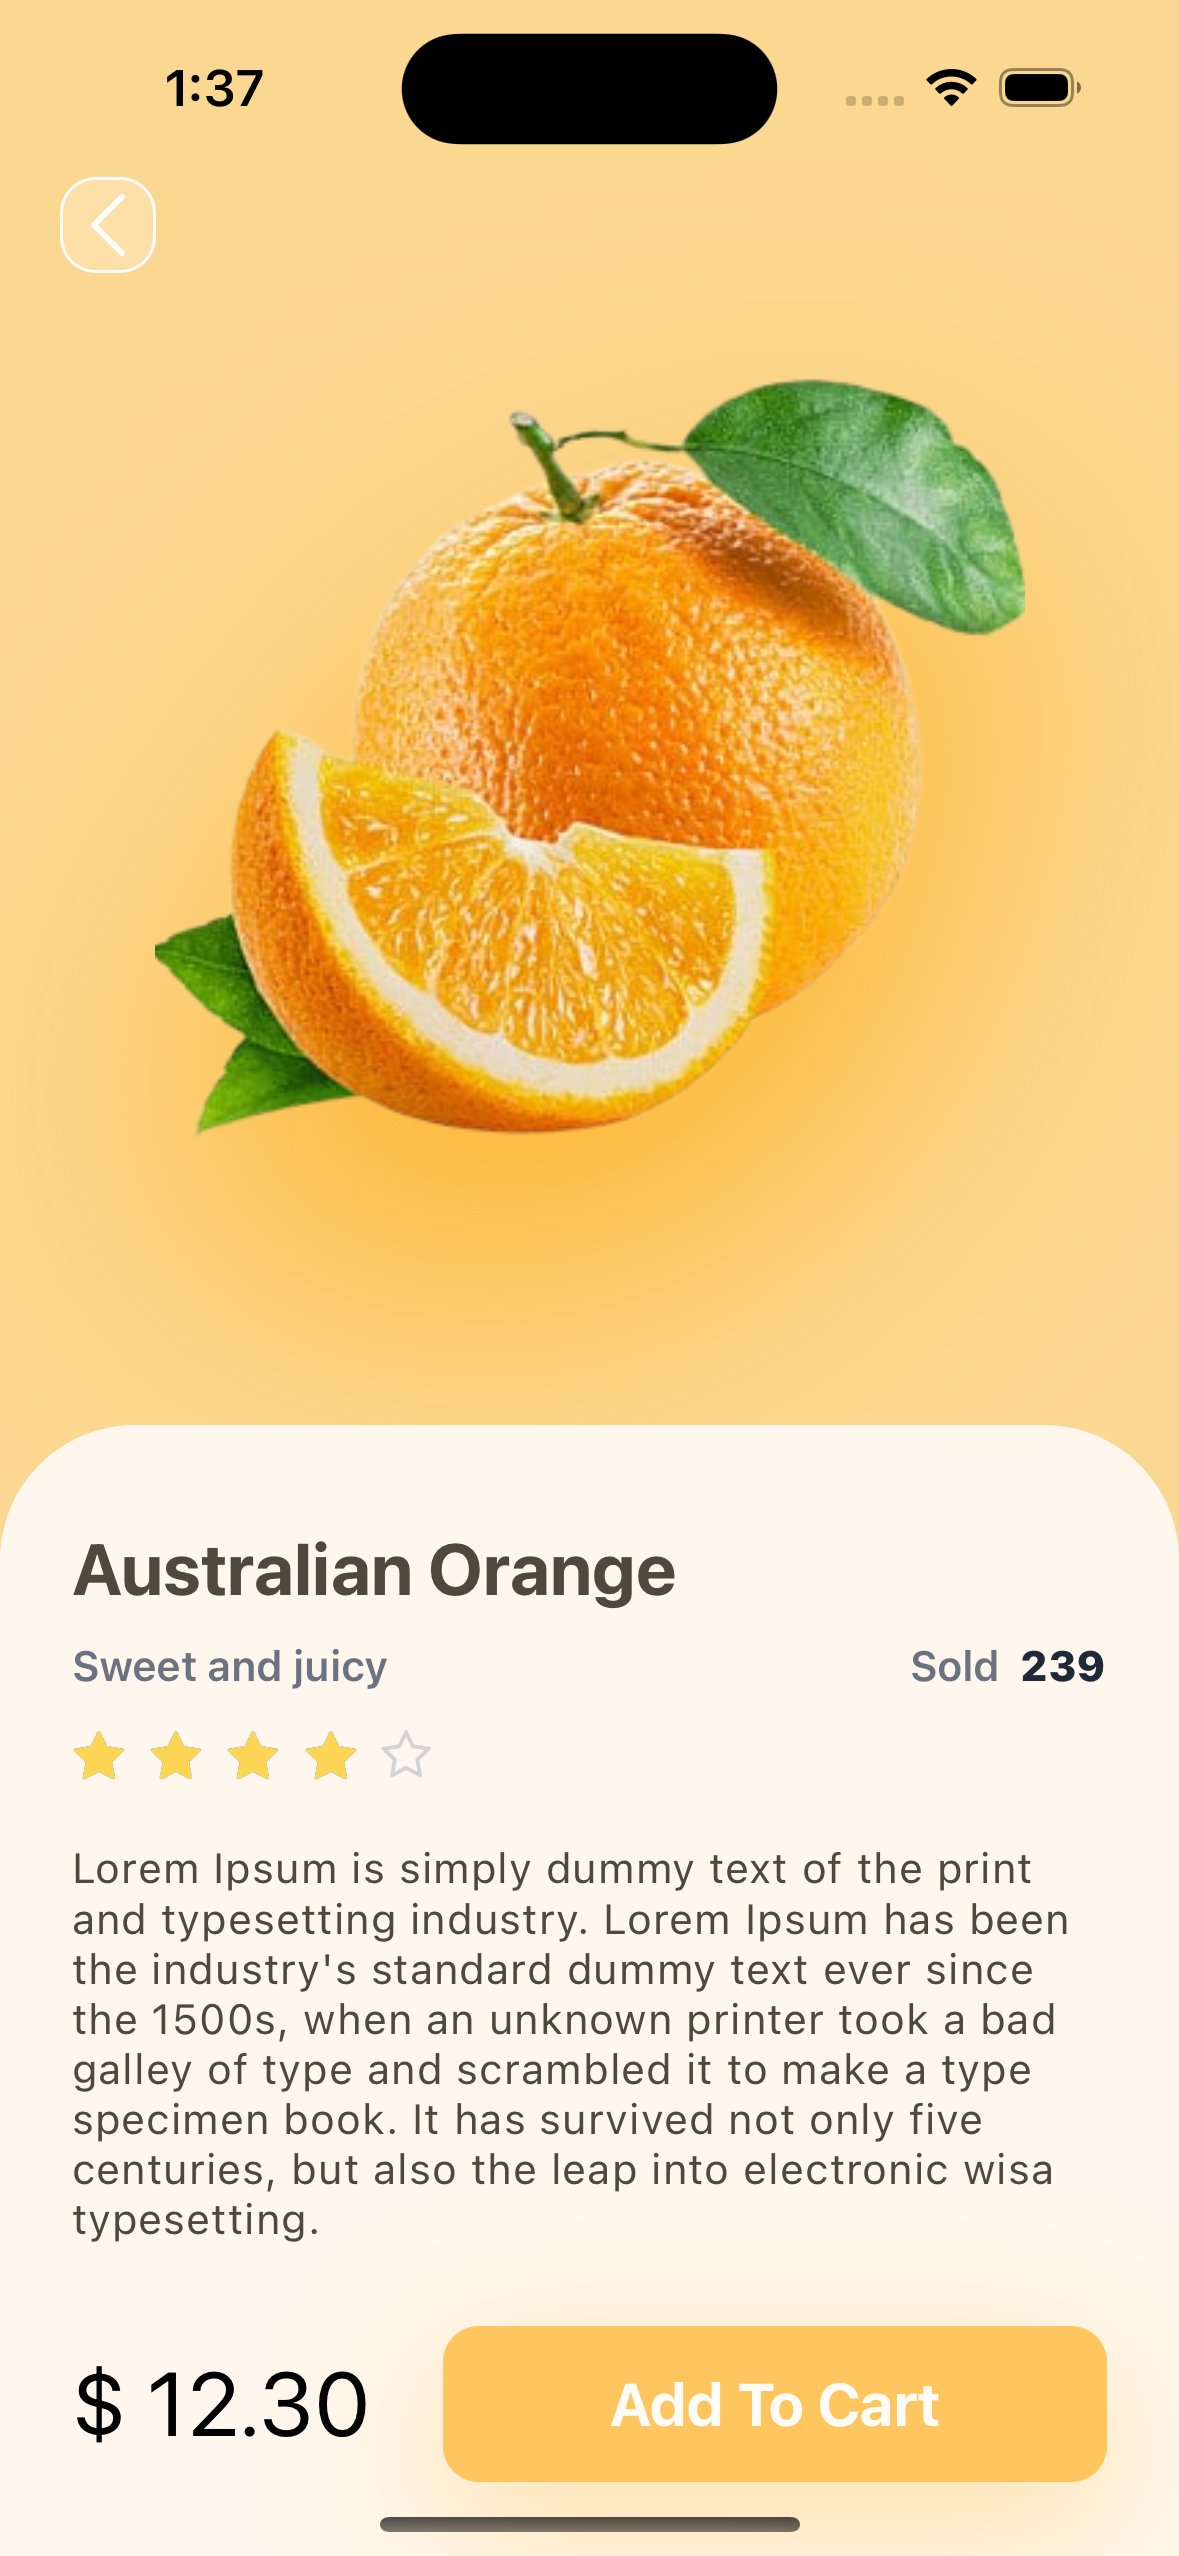 1:37
Australian Orange
Sweet and juicy
Sold 239
Lorem Ipsum is simply dummy text of the print
and typesetting industry. Lorem Ipsum has been
the industry's standard dummy text ever since
the 1500s, when an unknown printer took a bad
galley of type and scrambled it to make a type
specimen book. It has survived not only five
centuries, but also the leap into electronic wisa
typesetting.
$ 12.30
Add To Cart